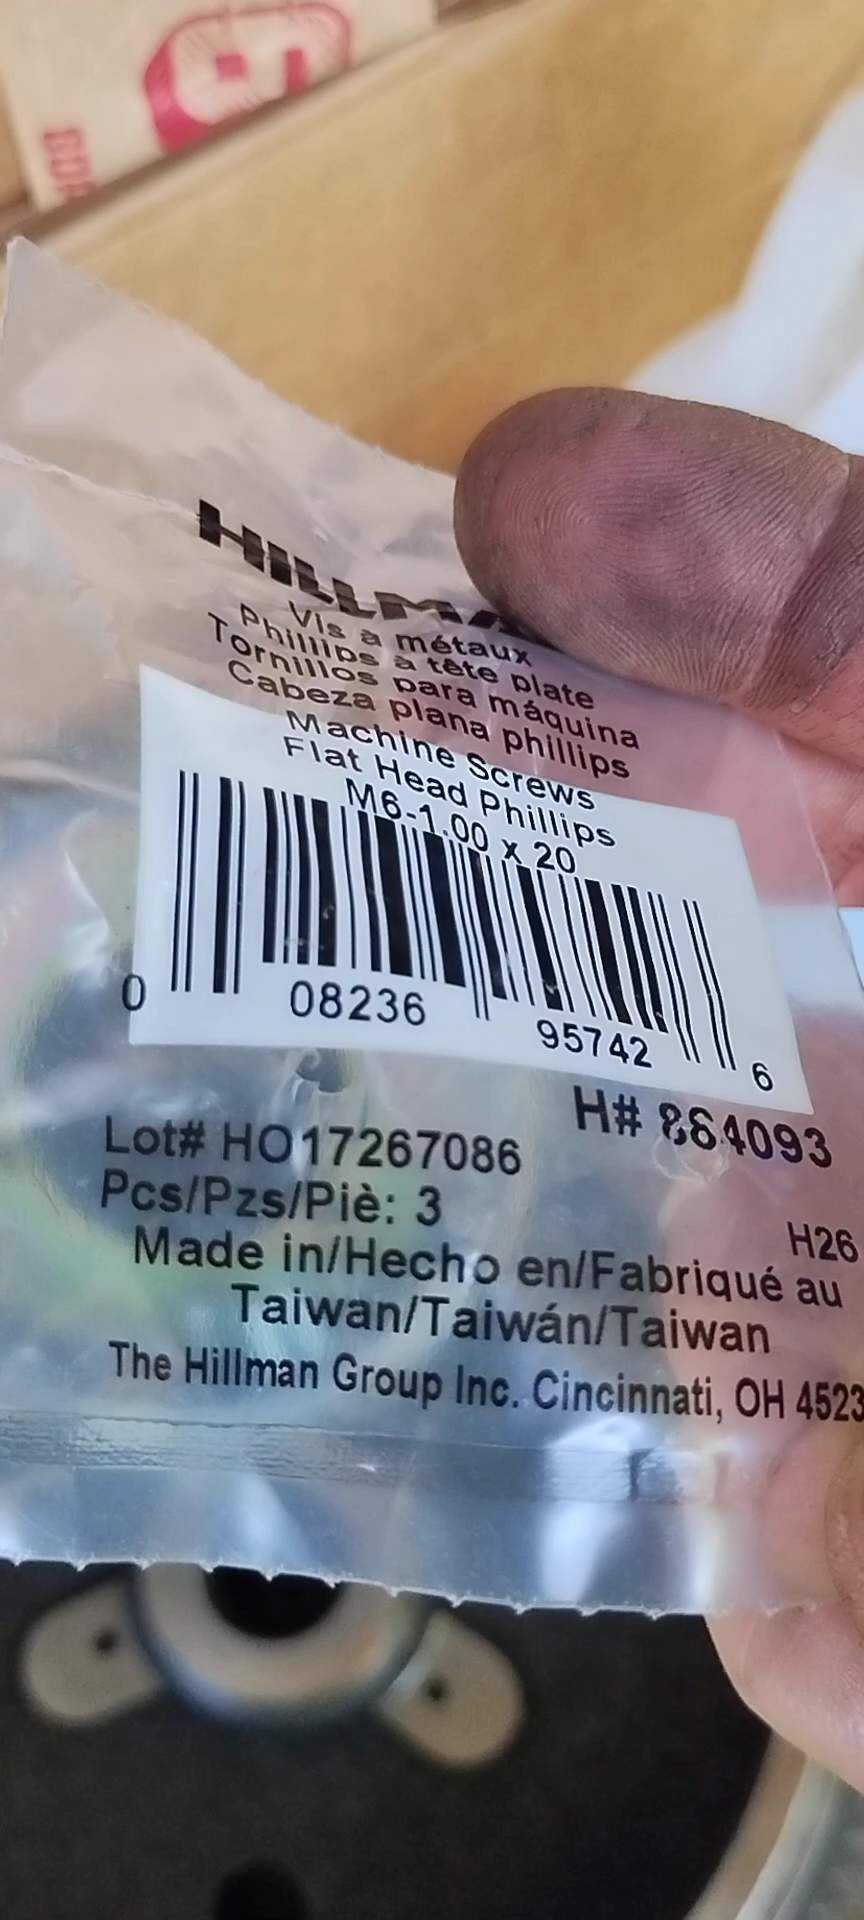 Vis à métaux
Phillips à tête plate
Tornillos para máquina
Cabeza plana phillips
Machine Screws
Flat Head Phillips
M6-1.00 x 20
0 08236 95742 6
H# 864093
Lot# HO17267086
Pcs/Pzs/Piè: 3
H26
Made in/Hecho en/Fabriqué au
Taiwan/Taiwán/Taiwan
The Hillman Group Inc. Cincinnati, OH 4523